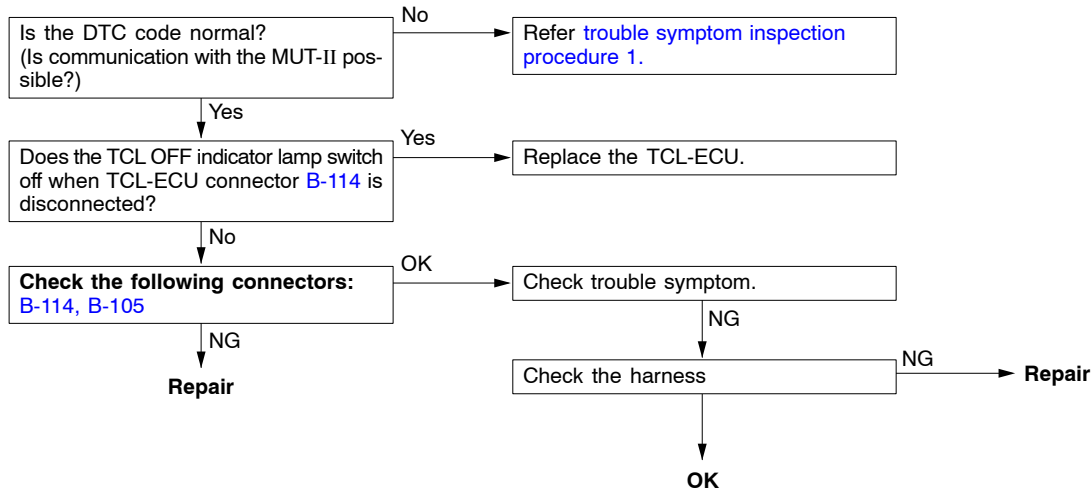 Is the DTC code normal?
(Is communication with the MUT-II pos-
sible?)
No
Refer trouble symptom inspection
procedure 1.
Yes
Does the TCL OFF indicator lamp switch
off when TCL-ECU connector B-114 is
disconnected?
Yes
Replace the TCL-ECU.
No
Check the following connectors:
B-114, B-105
OK
Check trouble symptom.
NG
Repair
NG
Check the harness
NG
Repair
OK